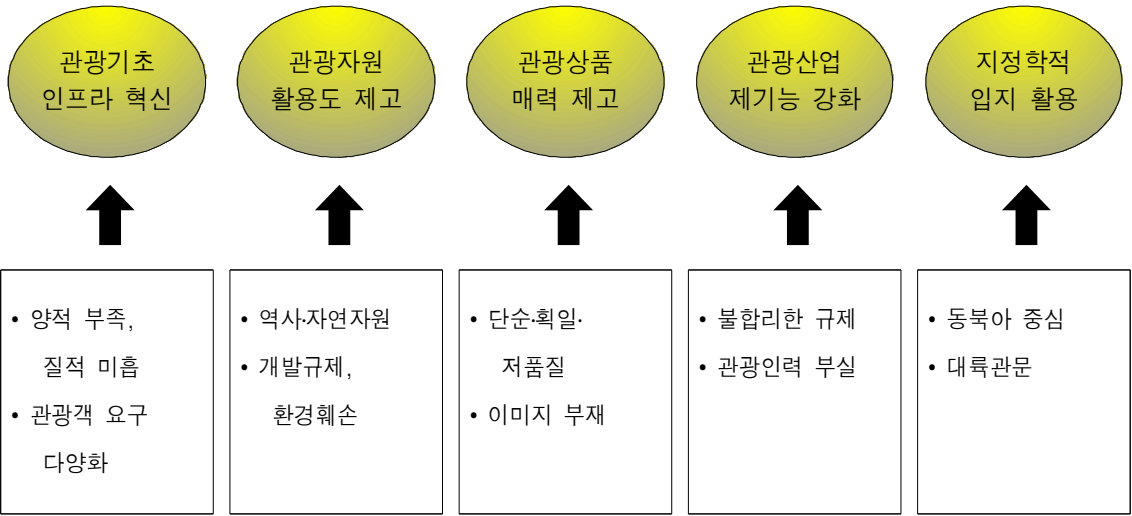 관광기초
인프라 혁신
관광자원
활용도 제고
관광상품
매력 제고
관광산업
제기능 강화
지정학적
입지 활용
• 양적 부족,
질적 미흡
• 관광객 요구
다양화
• 역사·자연자원
• 개발규제,
환경훼손
• 단순·획일·
저품질
• 이미지 부재
• 불합리한 규제
• 관광인력 부실
• 동북아 중심
• 대륙관문